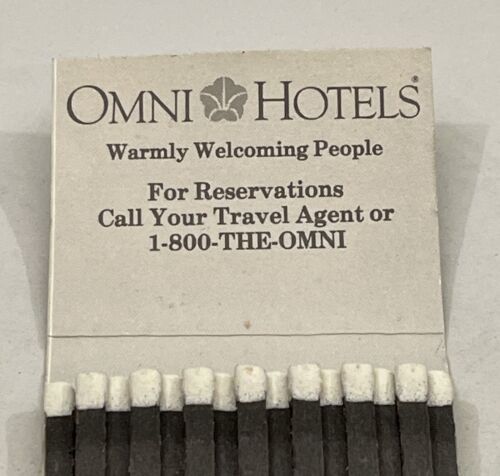 OMNI HOTELS®
Warmly Welcoming People
For Reservations
Call Your Travel Agent or
1-800-THE-OMNI